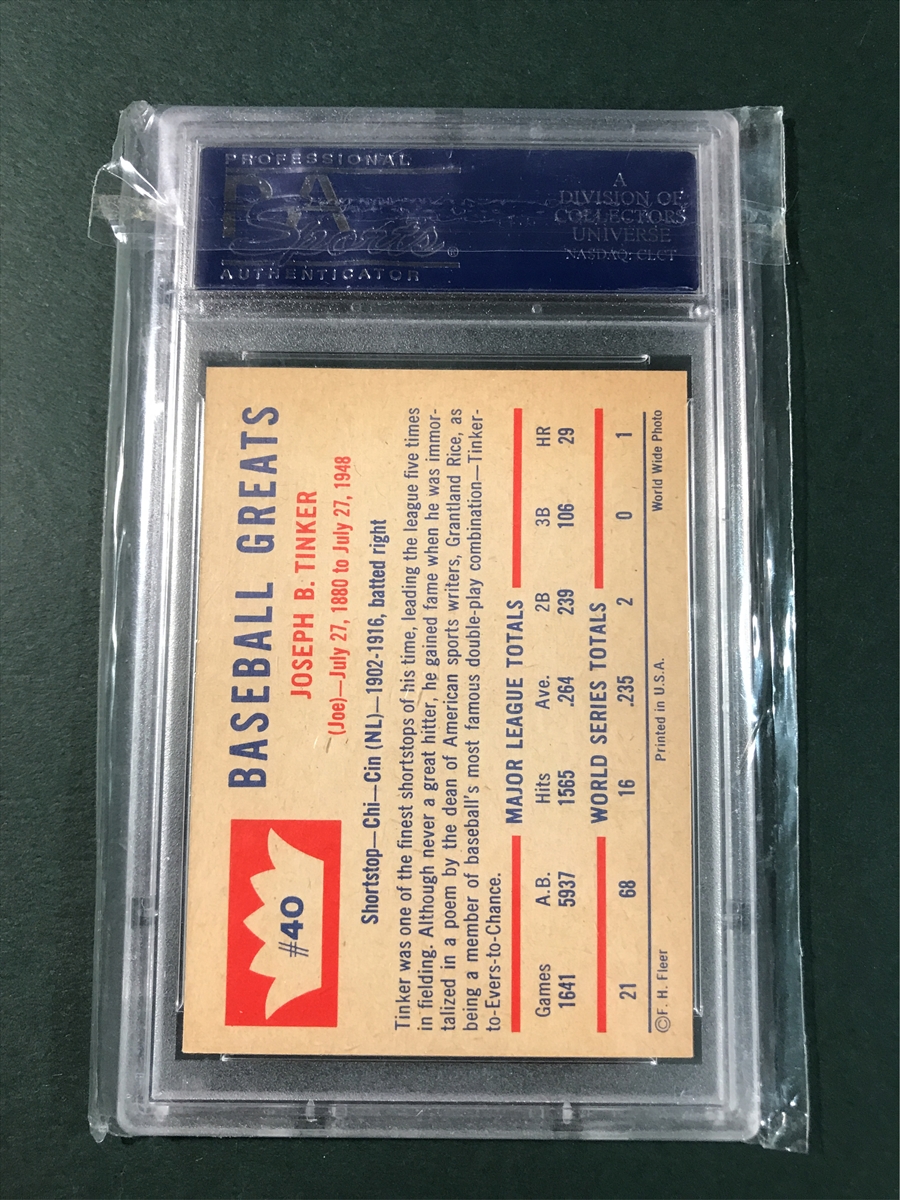 PROFESSIONAL
PSA
Sports®
AUTHENTICATOR
A
DIVISION OF
COLLECTORS
UNIVERSE
NASDAQ: CLCT
#40
BASEBALL GREATS
JOSEPH B. TINKER
(Joe)—July 27, 1880 to July 27, 1948
Shortstop—Chi—Cin (NL)—1902-1916, batted right
Tinker was one of the finest shortstops of his time, leading the league five times
in fielding. Although never a great hitter, he gained fame when he was immor-
talized in a poem by the dean of American sports writers, Grantland Rice, as
being a member of baseball's most famous double-play combination—Tinker-
to-Evers-to-Chance.
MAJOR LEAGUE TOTALS
Games A.B. Hits Ave. 2B 3B HR
1641 5937 1565 .264 239 106 29
WORLD SERIES TOTALS
21 68 16 .235 2 0 1
©F. H. Fleer Printed in U.S.A. World Wide Photo